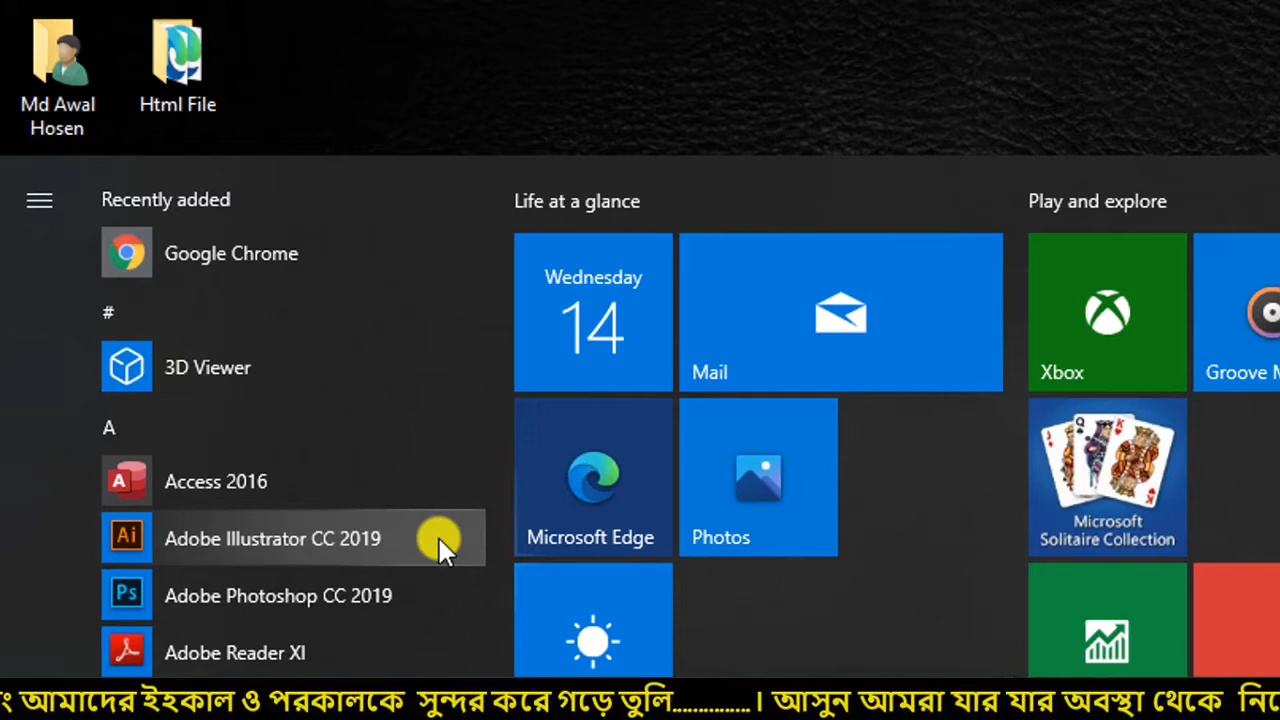 Md Awal
Hosen
Html File
Recently added
Life at a glance
Play and explore
Google Chrome
#
3D Viewer
A
Access 2016
Adobe Illustrator CC 2019
Adobe Photoshop CC 2019
Adobe Reader XI
Wednesday
14
Mail
Xbox
Groove M
Microsoft Edge
Photos
Microsoft
Solitaire Collection
আমাদের ইহকাল ও পরকালকে সুন্দর করে গড়ে তুলি...............। আসুন আমরা যার যার অবস্থা থেকে নি